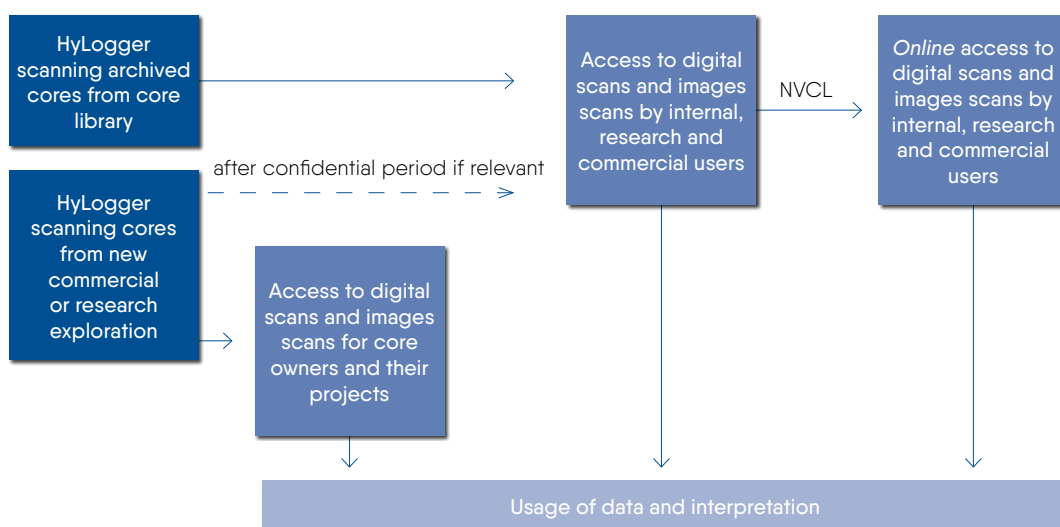 HyLogger
scanning archived
cores from core
library
Access to digital
scans and images
scans by internal,
research and
commercial users
NVCL
Online access to
digital scans and
images scans by
internal, research
and commercial
users
after confidential period if relevant
HyLogger
scanning cores
from new
commercial
or research
exploration
Access to digital
scans and images
scans for core
owners and their
projects
Usage of data and interpretation